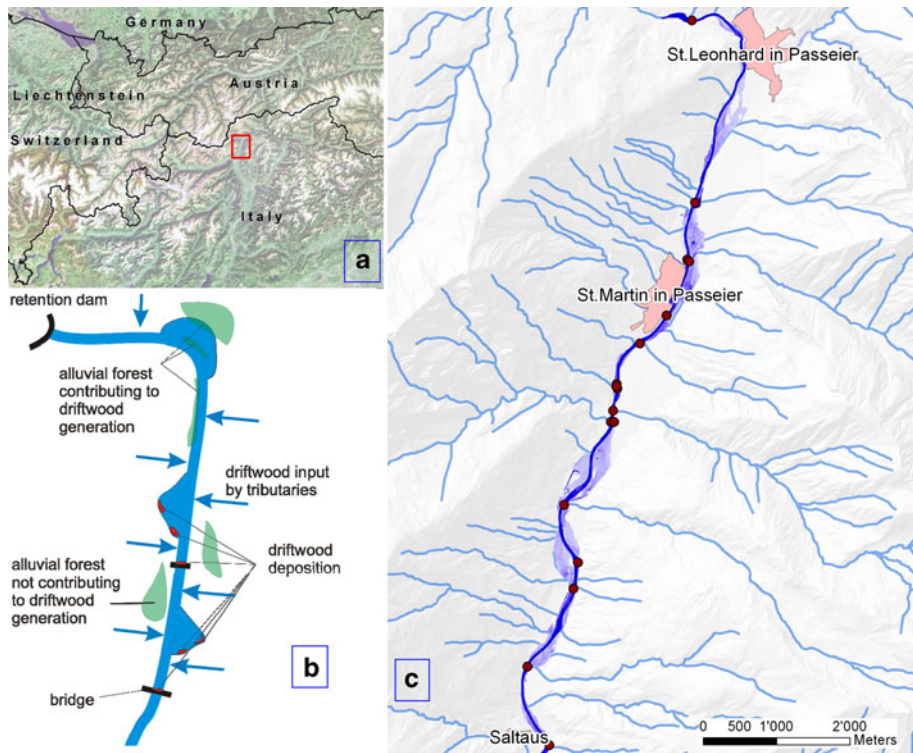 Germany
Austria
Liechtenstein
Switzerland
Italy
a
retention dam
alluvial forest
contributing to
driftwood
generation
driftwood input
by tributaries
driftwood
deposition
alluvial forest
not contributing
to driftwood
generation
bridge
b
St.Leonhard in Passeier
St.Martin in Passeier
Saltaus
c
0 500 1'000 2'000
Meters